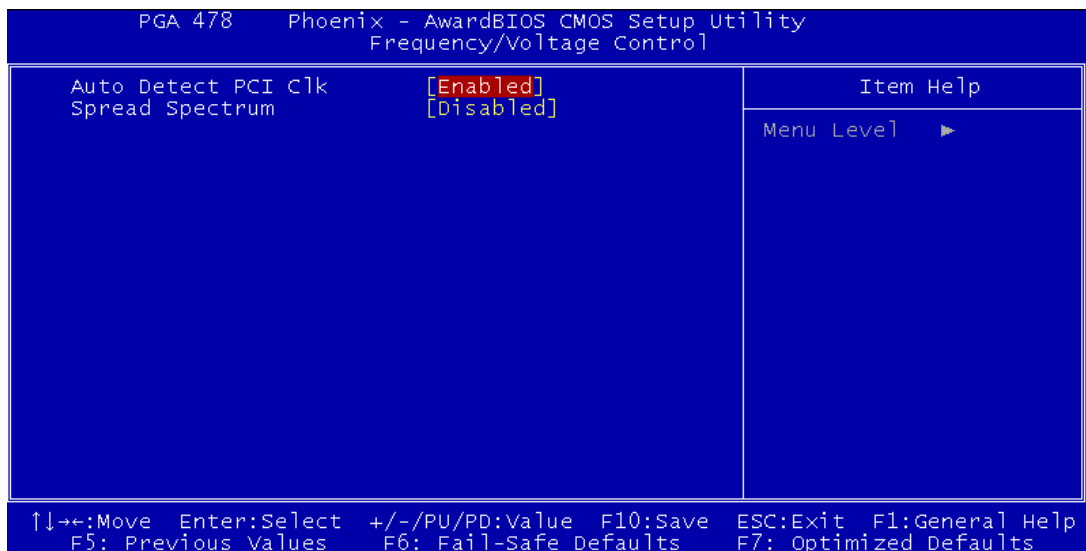 PGA 478 Phoenix - AwardBIOS CMOS Setup Utility
Frequency/Voltage Control
Auto Detect PCI Clk [Enabled]
Spread Spectrum [Disabled]
Item Help
Menu Level ►
↑↓→←:Move Enter:Select +/-/PU/PD:Value F10:Save ESC:Exit F1:General Help
F5: Previous Values F6: Fail-Safe Defaults F7: Optimized Defaults